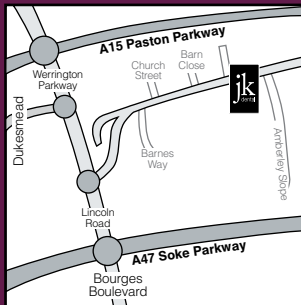 A15 Paston Parkway
Werrington
Parkway
Church
Street
Barn
Close
jk
dental
Dukesmead
Barnes
Way
Amberley Slope
Lincoln
Road
A47 Soke Parkway
Bourges
Boulevard